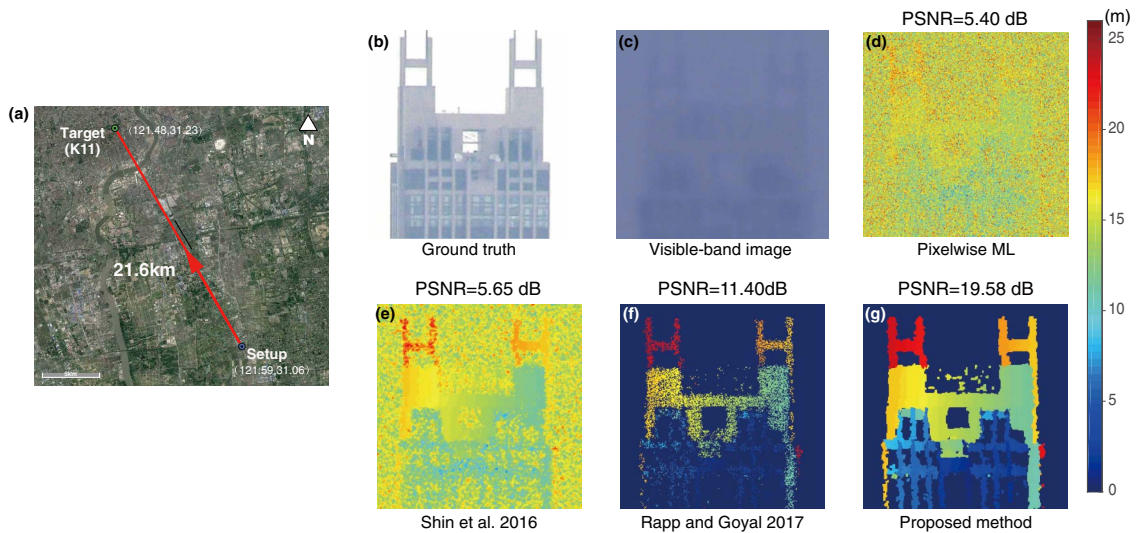 (a)
Target
(K11)
(121.48,31.23)
N
21.6km
Setup
(121.59,31.06)
5km
(b)
Ground truth
(c)
Visible-band image
PSNR=5.40 dB
(d)
Pixelwise ML
PSNR=5.65 dB
(e)
Shin et al. 2016
PSNR=11.40dB
(f)
Rapp and Goyal 2017
PSNR=19.58 dB
(g)
Proposed method
(m)
25
20
15
10
5
0